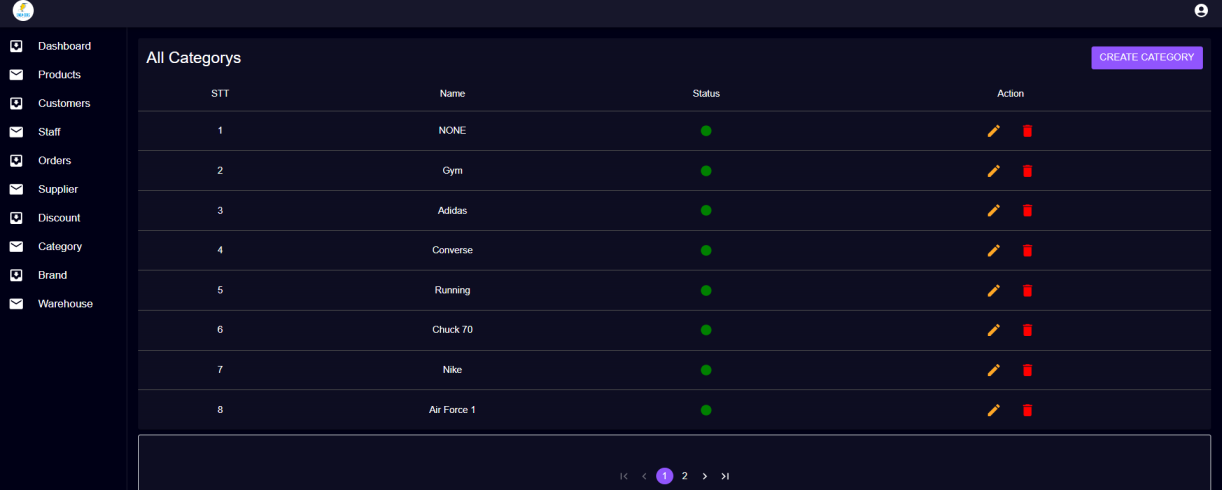 Dashboard
Products
Customers
Staff
Orders
Supplier
Discount
Category
Brand
Warehouse
All Categorys
CREATE CATEGORY
STT Name Status Action
1 NONE
2 Gym
3 Adidas
4 Converse
5 Running
6 Chuck 70
7 Nike
8 Air Force 1
1 2